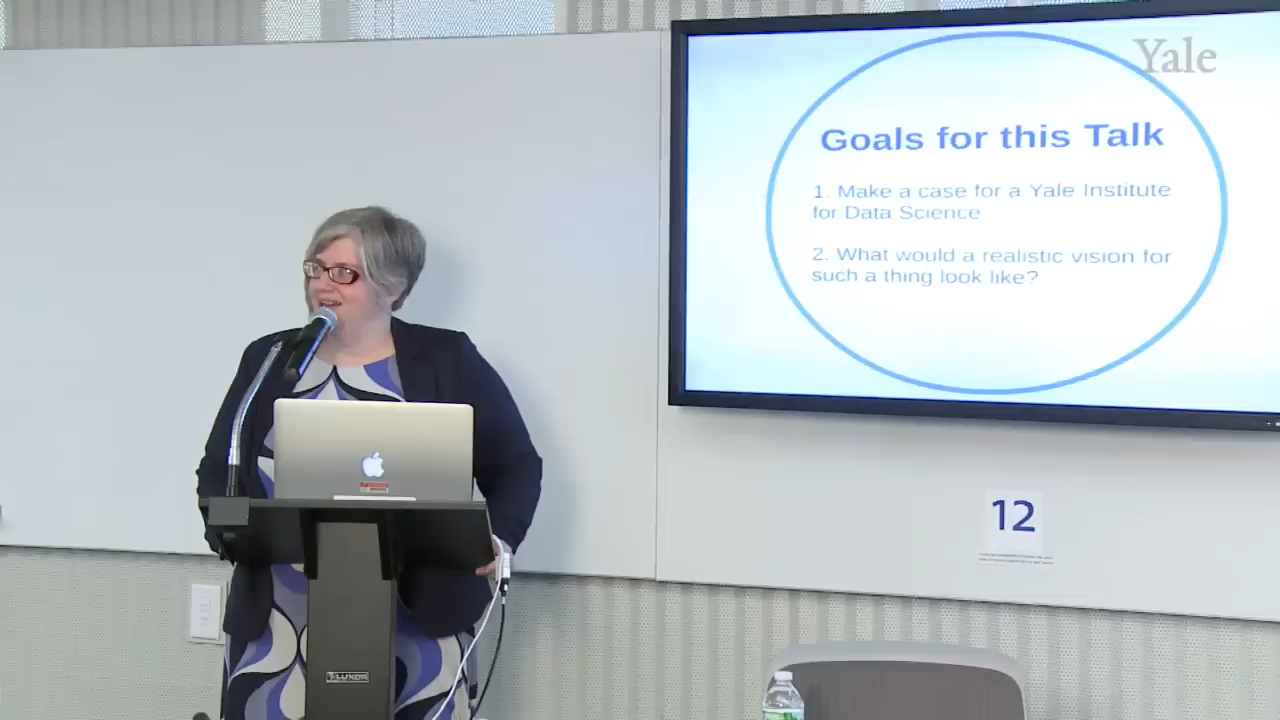 Yale
Goals for this Talk
1. Make a case for a Yale Institute
for Data Science
2. What would a realistic vision for
such a thing look like?
12
LUXOR